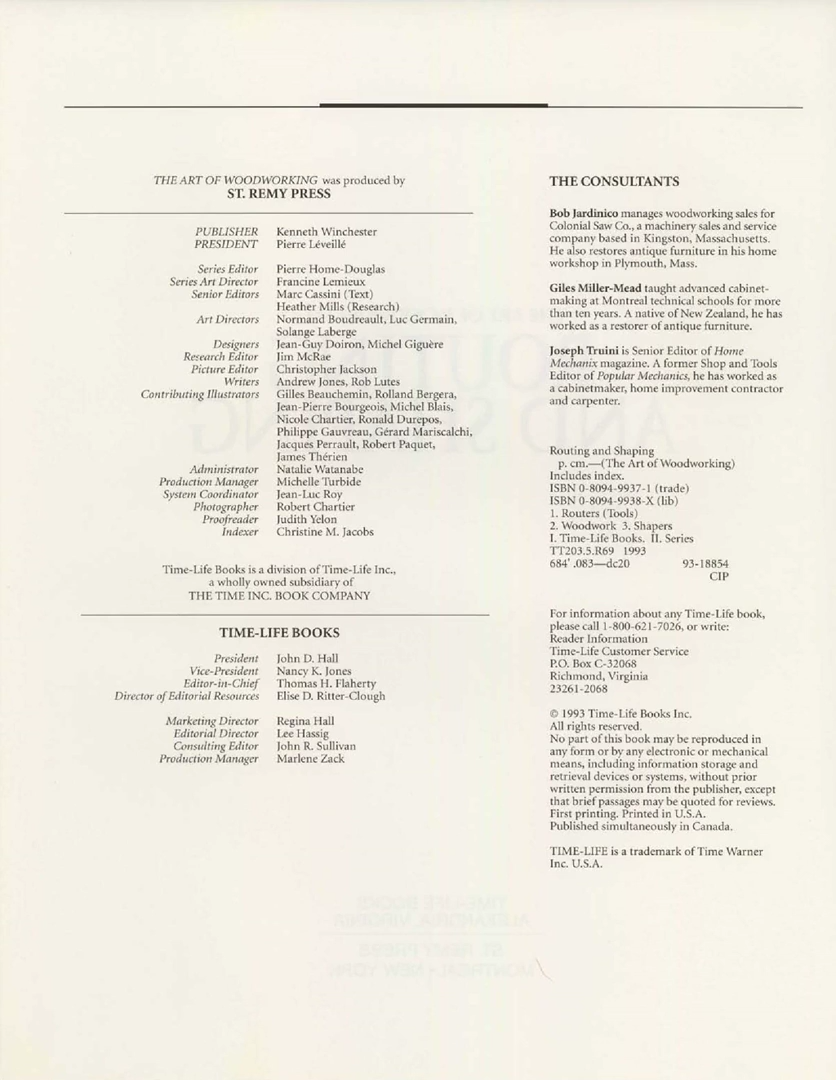 THE ART OF WOODWORKING was produced by
ST. REMY PRESS
PUBLISHER Kenneth Winchester
PRESIDENT Pierre Léveillé
Series Editor Pierre Home-Douglas
Series Art Director Francine Lemieux
Senior Editors Marc Cassini (Text)
Heather Mills (Research)
Art Directors Normand Boudreault, Luc Germain,
Solange Laberge
Designers Jean-Guy Doiron, Michel Giguère
Research Editor Jim McRae
Picture Editor Christopher Jackson
Writers Andrew Jones, Rob Lutes
Contributing Illustrators Gilles Beauchemin, Rolland Bergera,
Jean-Pierre Bourgeois, Michel Blais,
Nicole Chartier, Ronald Durepos,
Philippe Gauvreau, Gérard Mariscalchi,
Jacques Perrault, Robert Paquet,
James Thérien
Administrator Natalie Watanabe
Production Manager Michelle Turbide
System Coordinator Jean-Luc Roy
Photographer Robert Chartier
Proofreader Judith Yelon
Indexer Christine M. Jacobs
Time-Life Books is a division of Time-Life Inc.,
a wholly owned subsidiary of
THE TIME INC. BOOK COMPANY
TIME-LIFE BOOKS
President John D. Hall
Vice-President Nancy K. Jones
Editor-in-Chief Thomas H. Flaherty
Director of Editorial Resources Elise D. Ritter-Clough
Marketing Director Regina Hall
Editorial Director Lee Hassig
Consulting Editor John R. Sullivan
Production Manager Marlene Zack
THE CONSULTANTS
Bob Jardinico manages woodworking sales for
Colonial Saw Co., a machinery sales and service
company based in Kingston, Massachusetts.
He also restores antique furniture in his home
workshop in Plymouth, Mass.
Giles Miller-Mead taught advanced cabinet-
making at Montreal technical schools for more
than ten years. A native of New Zealand, he has
worked as a restorer of antique furniture.
Joseph Truini is Senior Editor of Home
Mechanix magazine. A former Shop and Tools
Editor of Popular Mechanics, he has worked as
a cabinetmaker, home improvement contractor
and carpenter.
Routing and Shaping
p. cm.—(The Art of Woodworking)
Includes index.
ISBN 0-8094-9937-1 (trade)
ISBN 0-8094-9938-X (lib)
1. Routers (Tools)
2. Woodwork 3. Shapers
I. Time-Life Books. II. Series
TT203.5.R69 1993
684' .083—dc20 93-18854
CIP
For information about any Time-Life book,
please call 1-800-621-7026, or write:
Reader Information
Time-Life Customer Service
P.O. Box C-32068
Richmond, Virginia
23261-2068
© 1993 Time-Life Books Inc.
All rights reserved.
No part of this book may be reproduced in
any form or by any electronic or mechanical
means, including information storage and
retrieval devices or systems, without prior
written permission from the publisher, except
that brief passages may be quoted for reviews.
First printing. Printed in U.S.A.
Published simultaneously in Canada.
TIME-LIFE is a trademark of Time Warner
Inc. U.S.A.